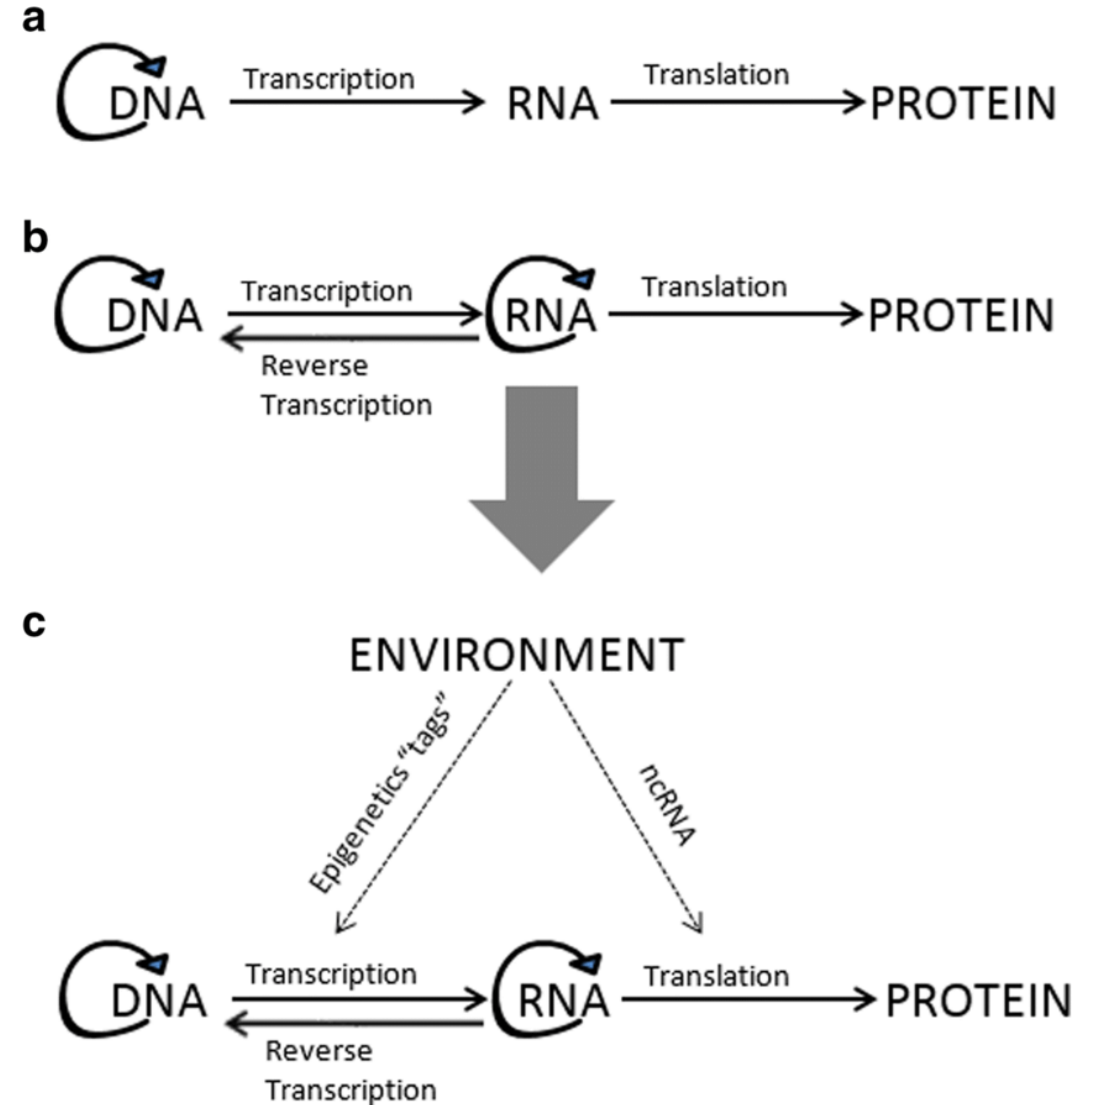 a
Transcription
Translation
DNA
RNA
PROTEIN
b
Transcription
Translation
DNA
RNA
PROTEIN
Reverse
Transcription
c
ENVIRONMENT
Epigenetics “tags”
ncRNA
Transcription
Translation
DNA
RNA
PROTEIN
Reverse
Transcription